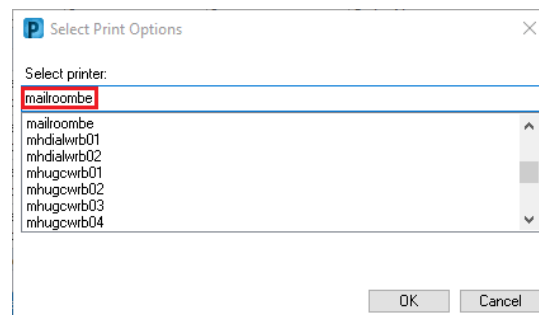 P Select Print Options
Select printer:
mailroombe
mailroombe
mhdialwrb01
mhdialwrb02
mhugcwrb01
mhugcwrb02
mhugcwrb03
mhugcwrb04
OK Cancel